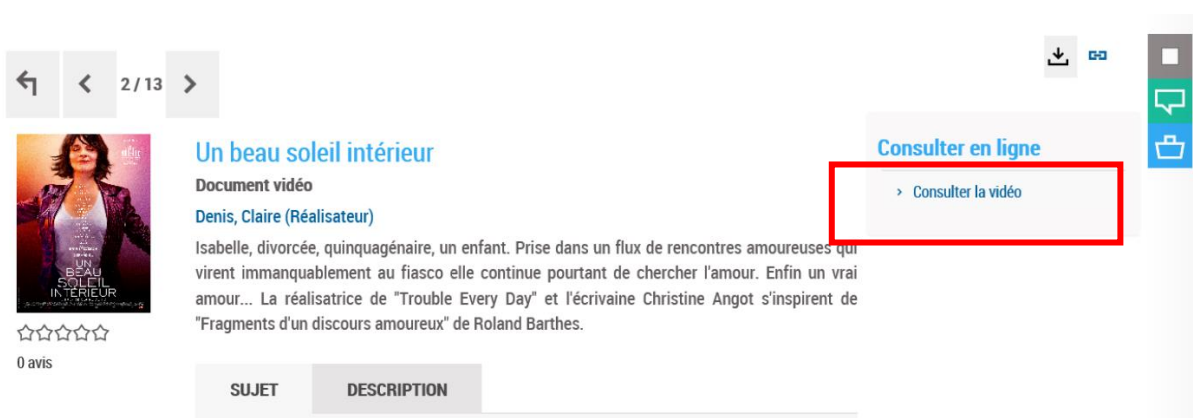 2 / 13
Un beau soleil intérieur
Document vidéo
Denis, Claire (Réalisateur)
Isabelle, divorcée, quinquagénaire, un enfant. Prise dans un flux de rencontres amoureuses qui
virent immanquablement au fiasco elle continue pourtant de chercher l'amour. Enfin un vrai
amour... La réalisatrice de "Trouble Every Day" et l'écrivaine Christine Angot s'inspirent de
"Fragments d'un discours amoureux" de Roland Barthes.
UN
BEAU
SOLEIL
INTÉRIEUR
0 avis
SUJET
DESCRIPTION
Consulter en ligne
› Consulter la vidéo